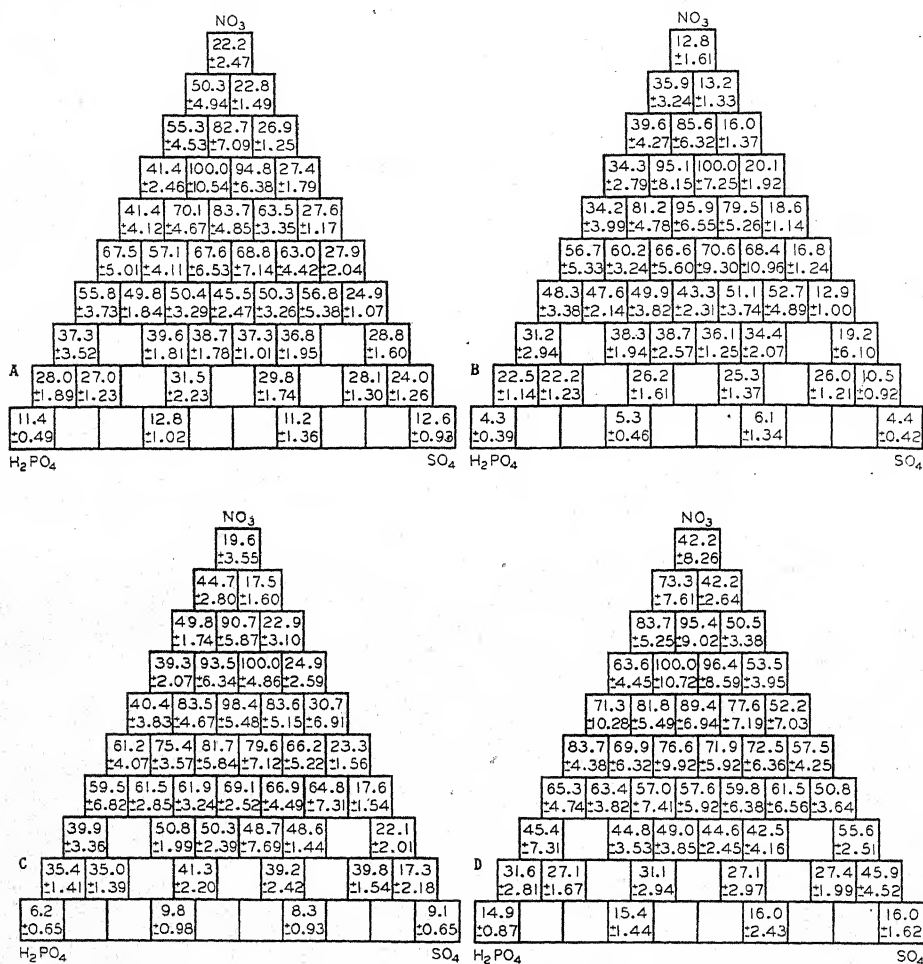 NO3
22.2
±2.47
50.3 22.8
±4.94 ±1.49
55.3 82.7 26.9
±4.53 ±7.09 ±1.25
41.4 100.0 94.8 27.4
±2.46 ±10.54 ±6.38 ±1.79
41.4 70.1 83.7 63.5 27.6
±4.12 ±4.67 ±4.85 ±3.35 ±1.17
67.5 57.1 67.6 68.8 63.0 27.9
±5.01 ±4.11 ±6.53 ±7.14 ±4.42 ±2.04
55.8 49.8 50.4 45.5 50.3 56.8 24.9
±3.73 ±1.84 ±3.29 ±2.47 ±3.26 ±5.38 ±1.07
37.3 39.6 38.7 37.3 36.8 28.8
±3.52 ±1.81 ±1.78 ±1.01 ±1.95 ±1.60
A
28.0 27.0 31.5 29.8 28.1 24.0
±1.89 ±1.23 ±2.23 ±1.74 ±1.30 ±1.26
11.4 12.8 11.2 12.6
±0.49 ±1.02 ±1.36 ±0.93
H2PO4 SO4
NO3
12.8
±1.61
35.9 13.2
±3.24 ±1.33
39.6 85.6 16.0
±4.27 ±6.32 ±1.37
34.3 95.1 100.0 20.1
±2.79 ±8.15 ±7.25 ±1.92
34.2 81.2 95.9 79.5 18.6
±3.99 ±4.78 ±6.55 ±5.26 ±1.14
56.7 60.2 66.6 70.6 68.4 16.8
±5.33 ±3.24 ±5.60 ±9.30 ±10.96 ±1.24
48.3 47.6 49.9 43.3 51.1 52.7 12.9
±3.38 ±2.14 ±3.82 ±2.31 ±3.74 ±4.89 ±1.00
31.2 38.3 38.7 36.1 34.4 19.2
±2.94 ±1.94 ±2.57 ±1.25 ±2.07 ±6.10
B
22.5 22.2 26.2 25.3 26.0 10.5
±1.14 ±1.23 ±1.61 ±1.37 ±1.21 ±0.92
4.3 5.3 6.1 4.4
±0.39 ±0.46 ±1.34 ±0.42
H2PO4 SO4
NO3
19.6
±3.55
44.7 17.5
±2.80 ±1.60
49.8 90.7 22.9
±1.74 ±5.87 ±3.10
39.3 93.5 100.0 24.9
±2.07 ±6.34 ±4.86 ±2.59
40.4 83.5 98.4 83.6 30.7
±3.83 ±4.67 ±5.48 ±5.15 ±6.91
61.2 75.4 81.7 79.6 66.2 23.3
±4.07 ±3.57 ±5.84 ±7.12 ±5.22 ±1.56
59.5 61.5 61.9 69.1 66.9 64.8 17.6
±6.82 ±2.85 ±3.24 ±2.52 ±4.49 ±7.31 ±1.54
39.9 50.8 50.3 48.7 48.6 22.1
±3.36 ±1.99 ±2.39 ±7.69 ±1.44 ±2.01
C
35.4 35.0 41.3 39.2 39.8 17.3
±1.41 ±1.39 ±2.20 ±2.42 ±1.54 ±2.18
6.2 9.8 8.3 9.1
±0.65 ±0.98 ±0.93 ±0.65
H2PO4 SO4
NO3
42.2
±8.26
73.3 42.2
±7.61 ±2.64
83.7 95.4 50.5
±5.25 ±9.02 ±3.38
63.6 100.0 96.4 53.5
±4.45 ±10.72 ±8.59 ±3.95
71.3 81.8 89.4 77.6 52.2
±10.28 ±5.49 ±6.94 ±7.19 ±7.03
83.7 69.9 76.6 71.9 72.5 57.5
±4.38 ±6.32 ±9.92 ±5.92 ±6.36 ±4.25
65.3 63.4 57.0 57.6 59.8 61.5 50.8
±4.74 ±3.82 ±7.41 ±5.92 ±6.38 ±6.56 ±3.64
45.4 44.8 49.0 44.6 42.5 55.6
±7.31 ±3.53 ±3.85 ±2.45 ±4.16 ±2.51
D
31.6 27.1 31.1 27.1 27.4 45.9
±2.81 ±1.67 ±2.94 ±2.97 ±1.99 ±4.52
14.9 15.4 16.0 16.0
±0.87 ±1.44 ±2.43 ±1.62
H2PO4 SO4